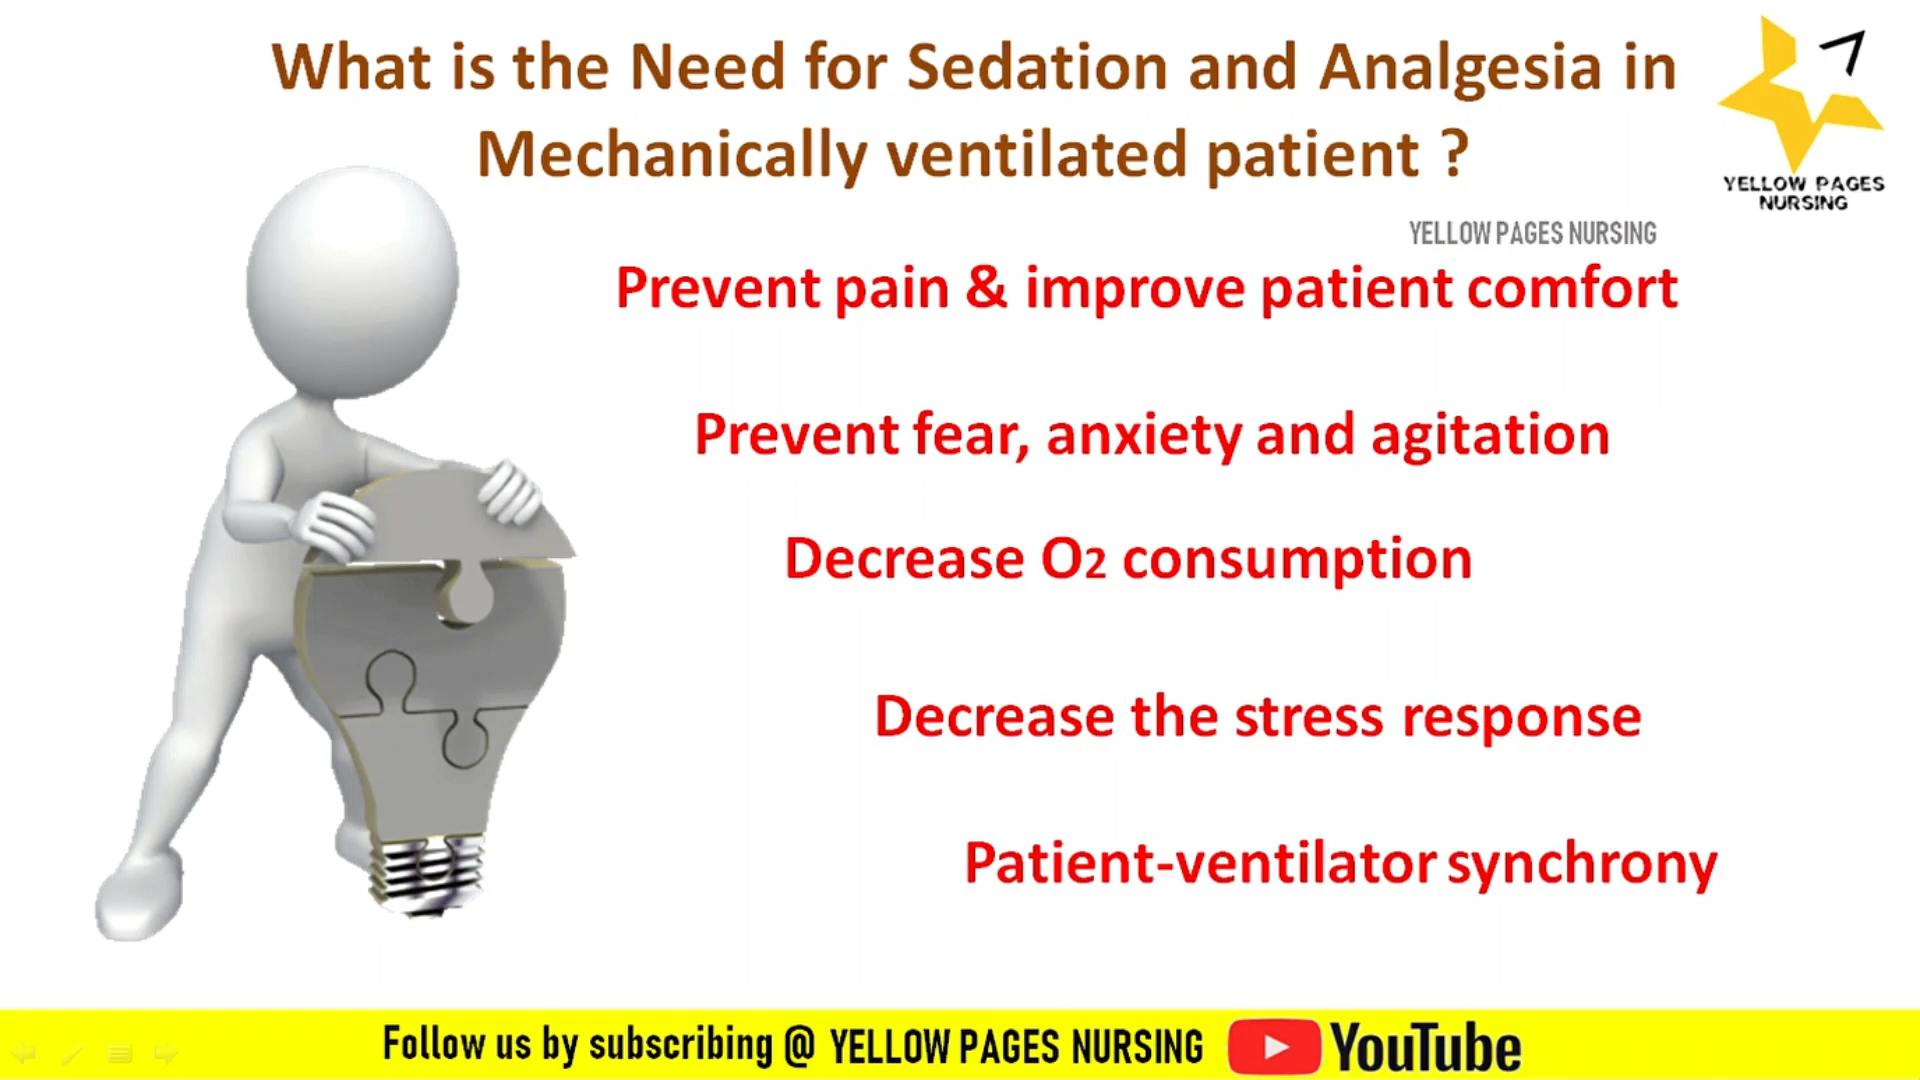 What is the Need for Sedation and Analgesia in
Mechanically ventilated patient ?
YELLOW PAGES
NURSING
YELLOW PAGES NURSING
Prevent pain & improve patient comfort
Prevent fear, anxiety and agitation
Decrease O2 consumption
Decrease the stress response
Patient-ventilator synchrony
Follow us by subscribing @ YELLOW PAGES NURSING YouTube